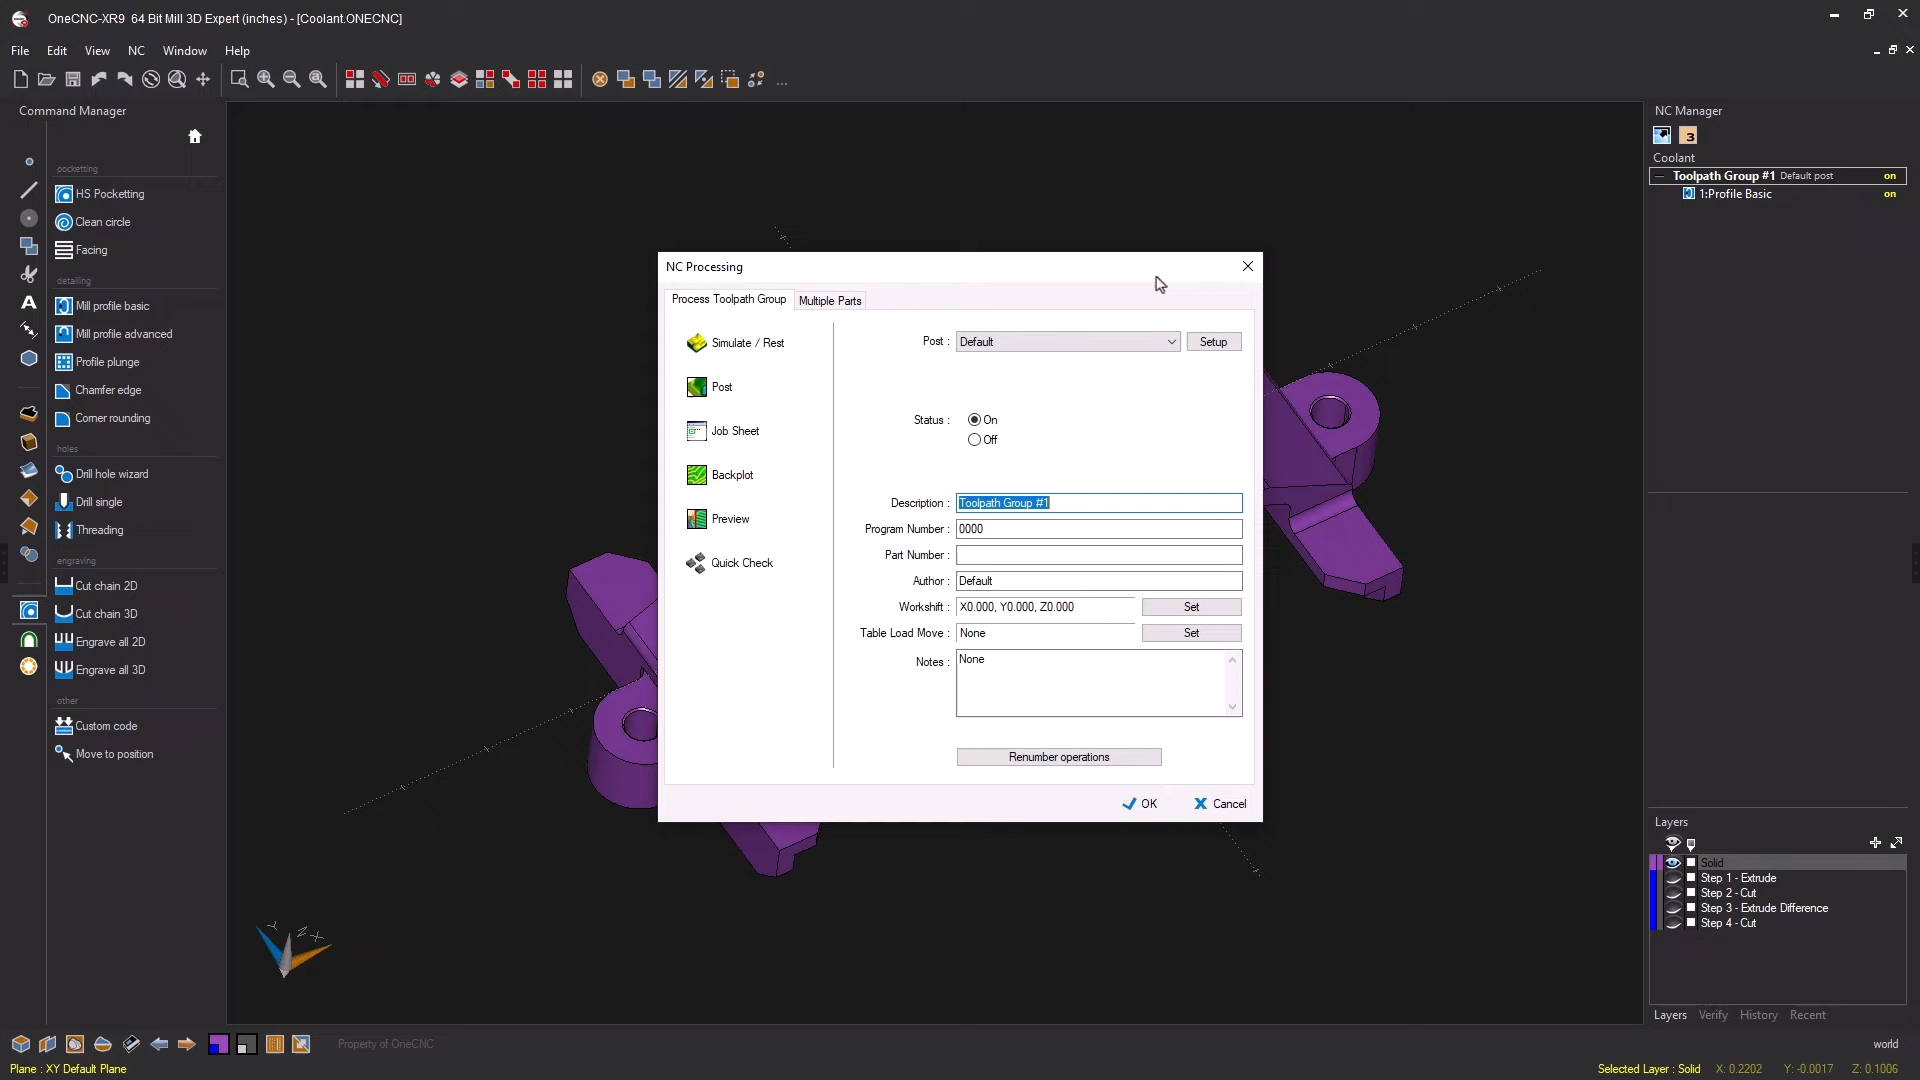 OneCNC-XR9 64 Bit Mill 3D Expert (inches) - [Coolant.ONECNC]
File Edit View NC Window Help
...
Command Manager
pocketting
HS Pocketting
Clean circle
Facing
detailing
Mill profile basic
Mill profile advanced
Profile plunge
Chamfer edge
Corner rounding
holes
Drill hole wizard
Drill single
Threading
engraving
Cut chain 2D
Cut chain 3D
Engrave all 2D
Engrave all 3D
other
Custom code
Move to position
NC Processing
Process Toolpath Group Multiple Parts
Simulate / Rest
Post
Job Sheet
Backplot
Preview
Quick Check
Post : Default Setup
Status : On
Off
Description : Toolpath Group #1
Program Number : 0000
Part Number :
Author : Default
Workshift : X0.000, Y0.000, Z0.000 Set
Table Load Move : None Set
Notes : None
Renumber operations
OK Cancel
Y Z X
NC Manager
3
Coolant
Toolpath Group #1 Default post on
1:Profile Basic on
Layers
Solid
Step 1 - Extrude
Step 2 - Cut
Step 3 - Extrude Difference
Step 4 - Cut
Layers Verify History Recent
Property of OneCNC
world
Plane : XY Default Plane
Selected Layer : Solid X: 0.2202 Y: -0.0017 Z: 0.1006